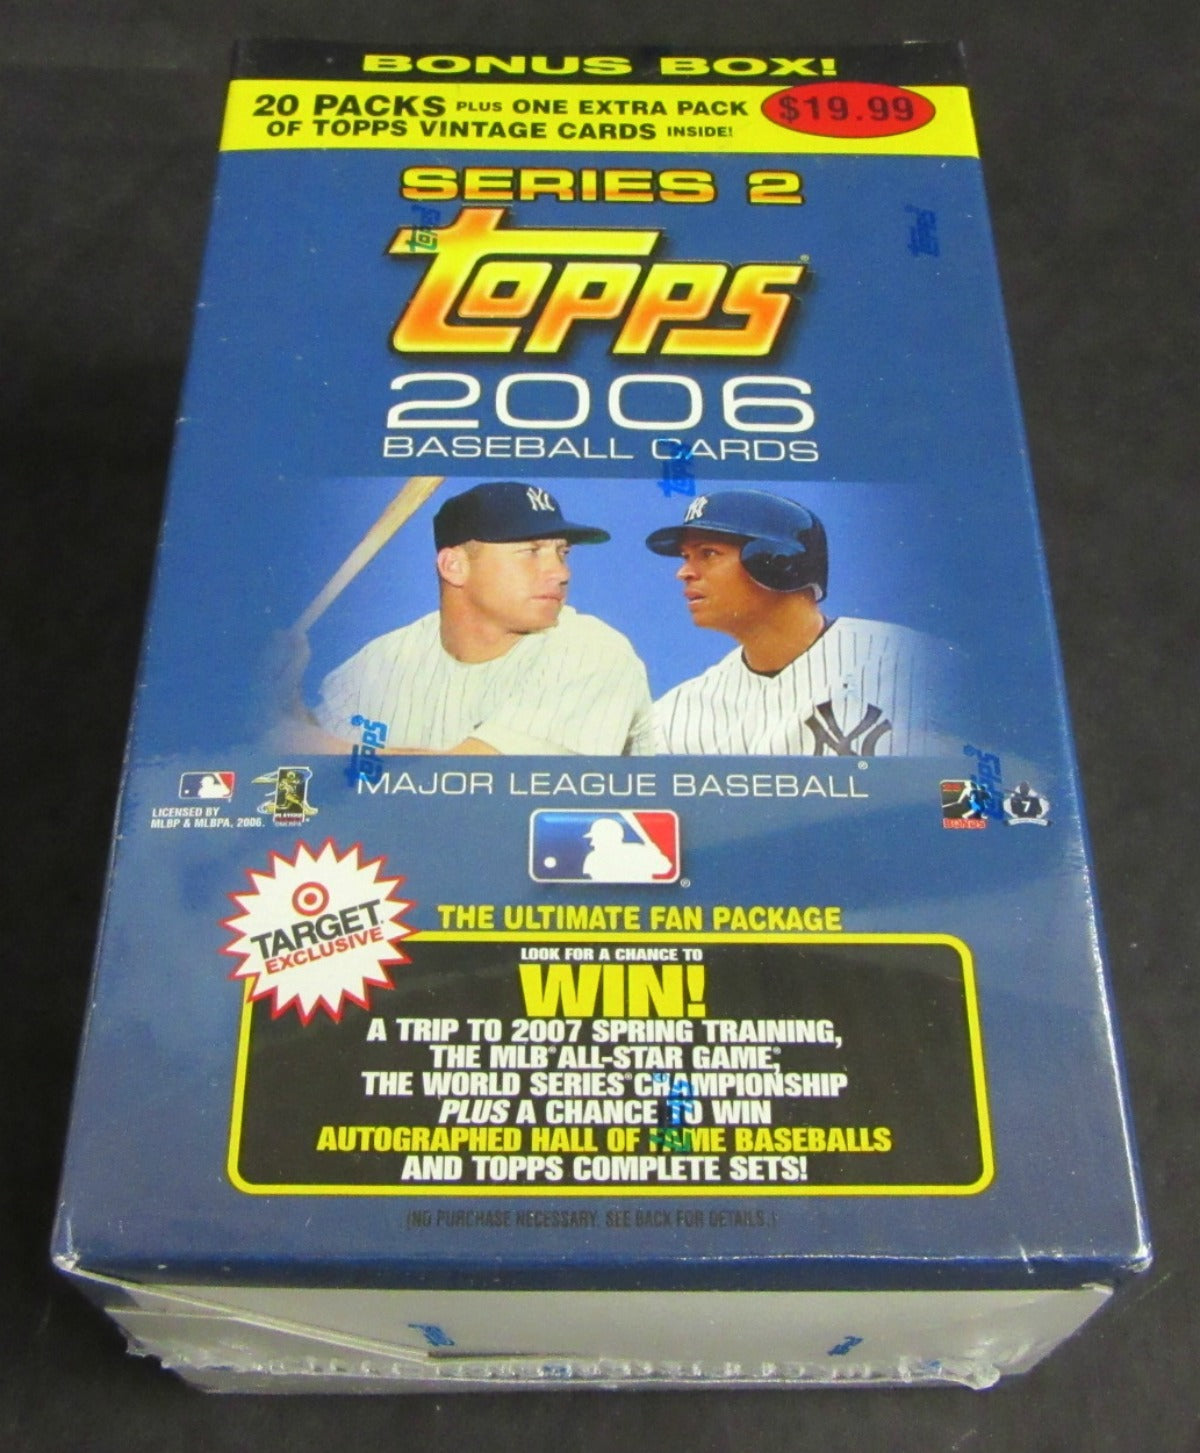 BONUS BOX!
20 PACKS PLUS ONE EXTRA PACK
OF TOPPS VINTAGE CARDS INSIDE!
$19.99
SERIES 2
Topps
2006
BASEBALL CARDS
MAJOR LEAGUE BASEBALL®
LICENSED BY
MLBP & MLBPA, 2006.
7
TARGET
EXCLUSIVE
THE ULTIMATE FAN PACKAGE
LOOK FOR A CHANCE TO
WIN!
A TRIP TO 2007 SPRING TRAINING,
THE MLB® ALL-STAR GAME®,
THE WORLD SERIES® CHAMPIONSHIP
PLUS A CHANCE TO WIN
AUTOGRAPHED HALL OF FAME BASEBALLS
AND TOPPS COMPLETE SETS!
(NO PURCHASE NECESSARY. SEE BACK FOR DETAILS.)